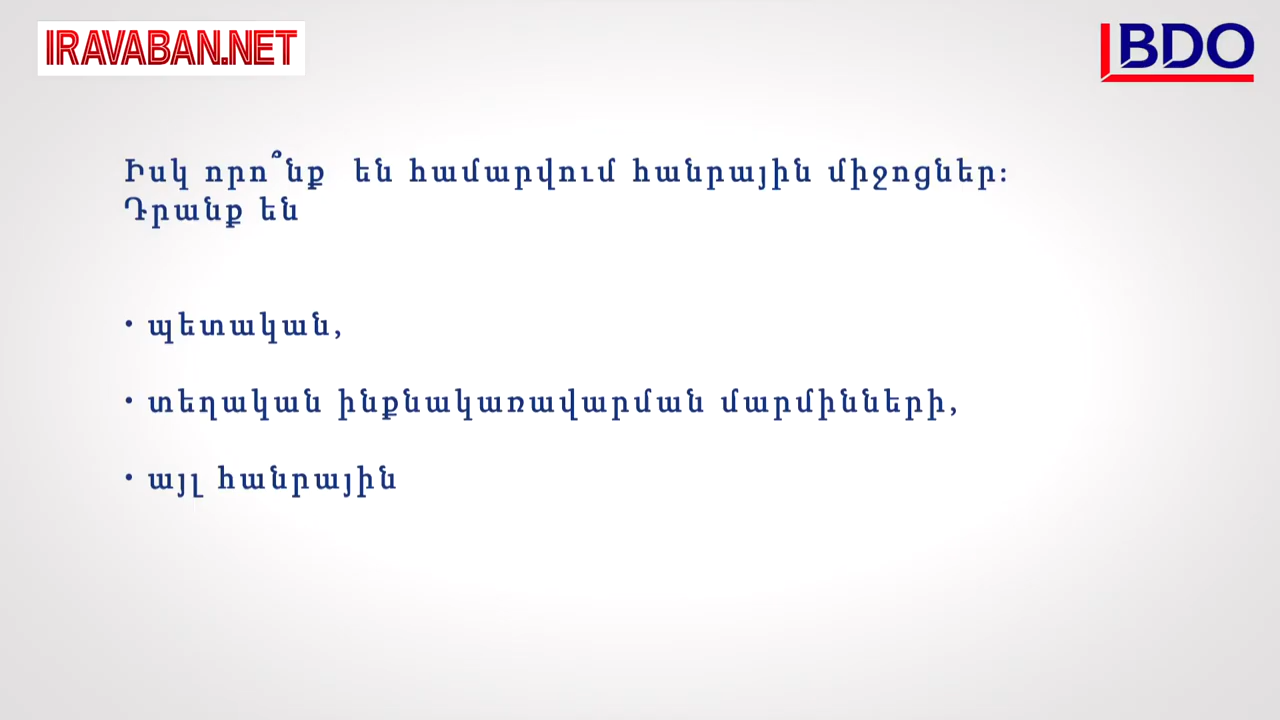 IRAVABAN.NET
BDO
Իսկ որո՞նք  են համարվում հանրային միջոցներ:
Դրանք են
• պետական,
• տեղական ինքնակառավարման մարմինների,
• այլ հանրային